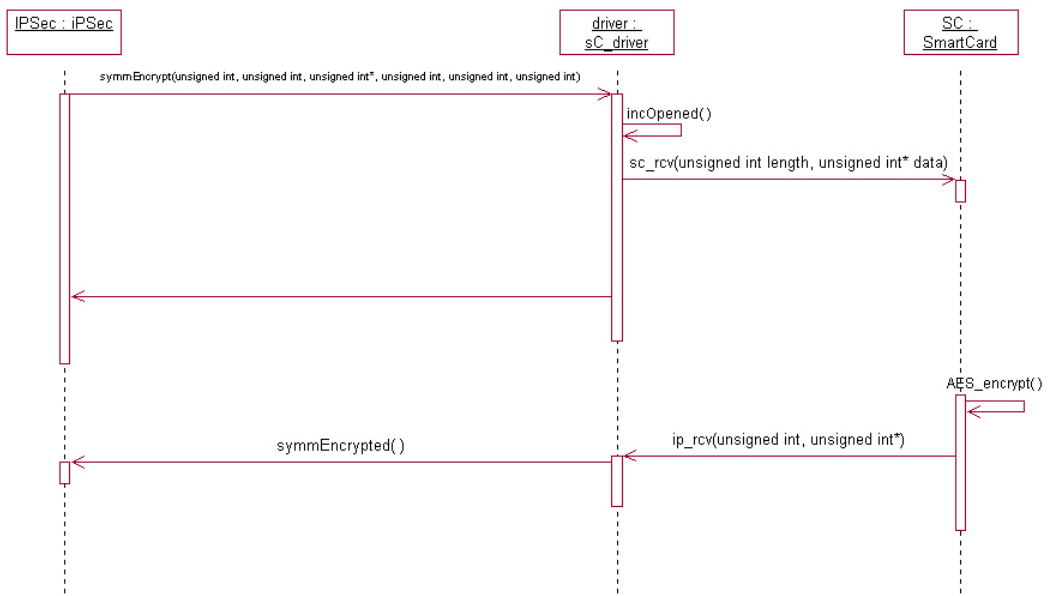 IPSec : iPSec
driver :
sC_driver
SC :
SmartCard
symmEncrypt(unsigned int, unsigned int, unsigned int*, unsigned int, unsigned int, unsigned int)
incOpened( )
sc_rcv(unsigned int length, unsigned int* data)
AES_encrypt( )
ip_rcv(unsigned int, unsigned int*)
symmEncrypted( )